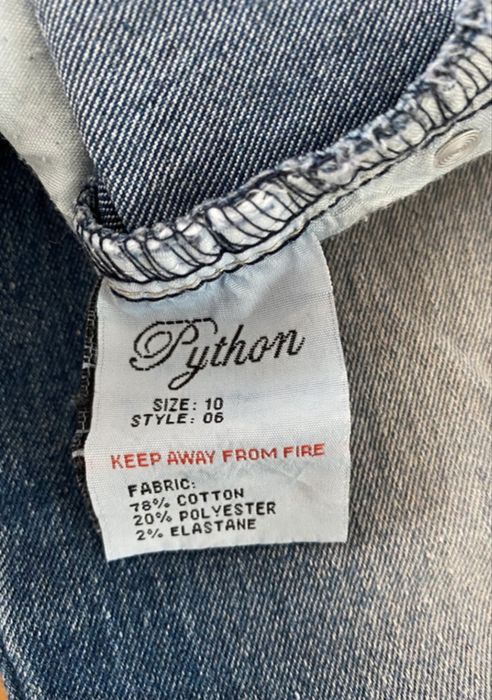 Python
SIZE: 10
STYLE: 06
KEEP AWAY FROM FIRE
FABRIC:
78% COTTON
20% POLYESTER
2% ELASTANE